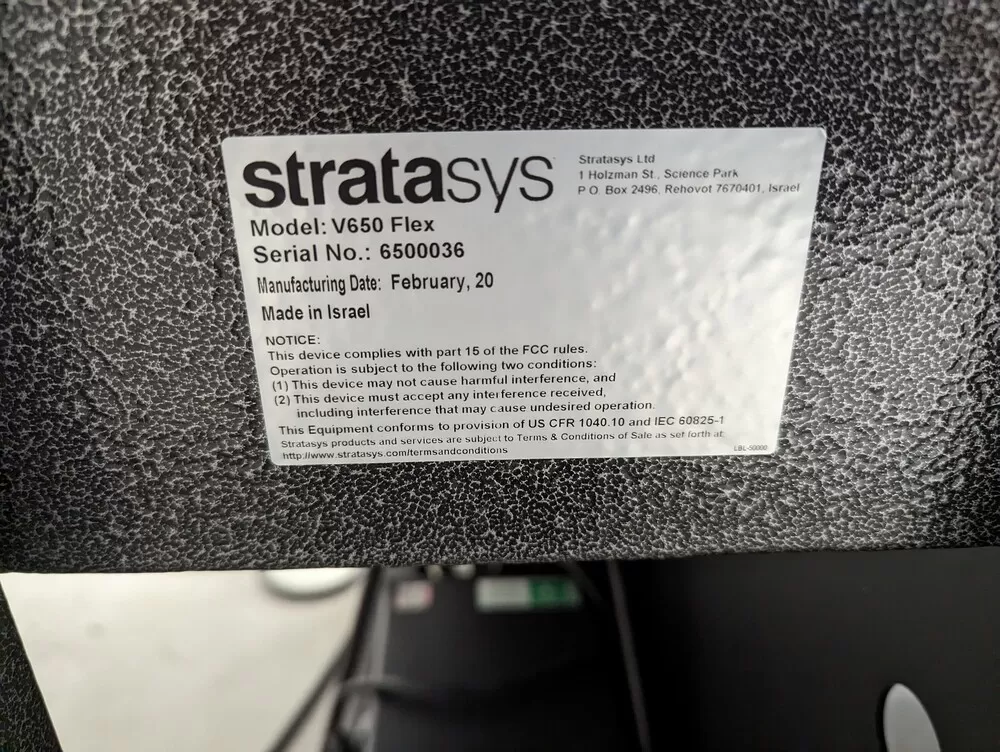 stratasys
Stratasys Ltd
1 Holzman St., Science Park
P.O. Box 2496, Rehovot 7670401, Israel
Model: V650 Flex
Serial No.: 6500036
Manufacturing Date: February, 20
Made in Israel
NOTICE:
This device complies with part 15 of the FCC rules.
Operation is subject to the following two conditions:
(1) This device may not cause harmful interference, and
(2) This device must accept any interference received,
including interference that may cause undesired operation.
This Equipment conforms to provision of US CFR 1040.10 and IEC 60825-1
Stratasys products and services are subject to Terms & Conditions of Sale as set forth at:
http://www.stratasys.com/termsandconditions